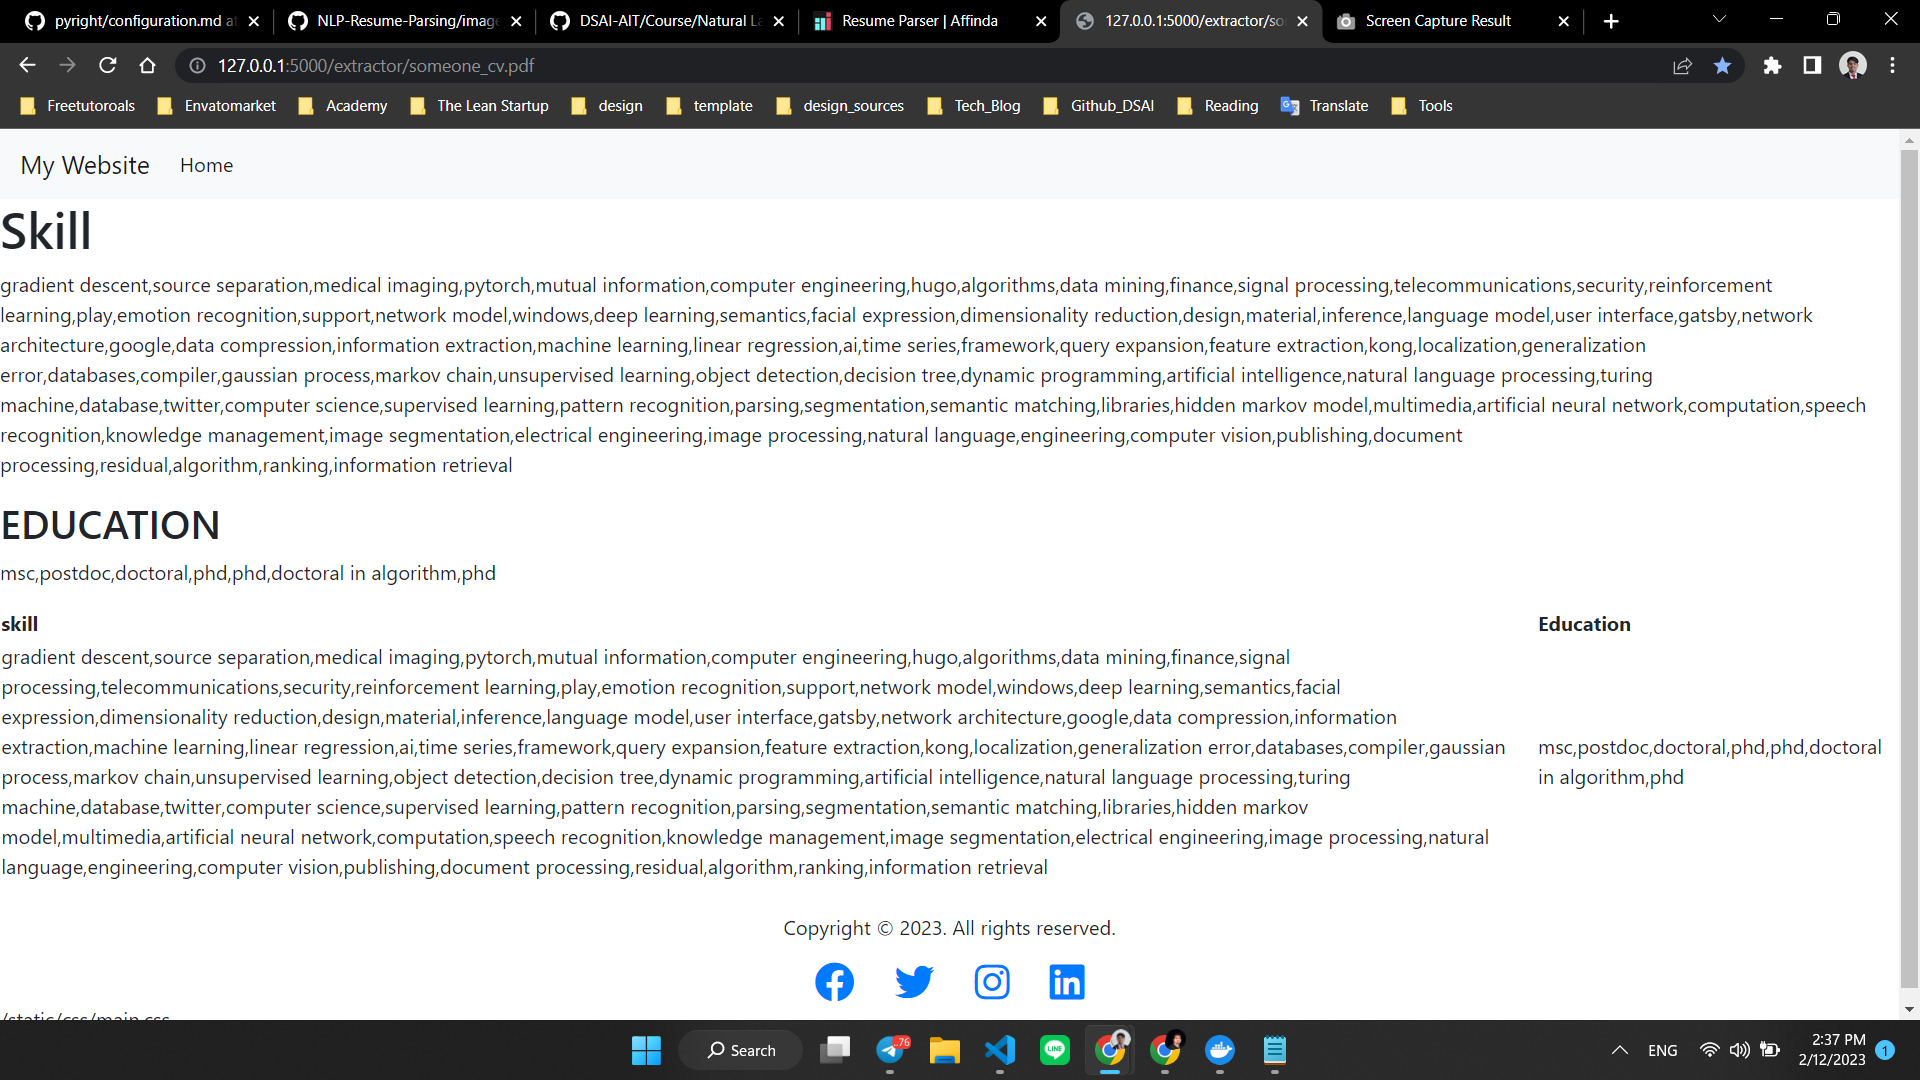 pyright/configuration.md at
NLP-Resume-Parsing/image
DSAI-AIT/Course/Natural La
Resume Parser | Affinda
127.0.0.1:5000/extractor/so
Screen Capture Result
127.0.0.1:5000/extractor/someone_cv.pdf
Freetutoroals
Envatomarket
Academy
The Lean Startup
design
template
design_sources
Tech_Blog
Github_DSAI
Reading
Translate
Tools
My Website
Home
Skill
gradient descent,source separation,medical imaging,pytorch,mutual information,computer engineering,hugo,algorithms,data mining,finance,signal processing,telecommunications,security,reinforcement
learning,play,emotion recognition,support,network model,windows,deep learning,semantics,facial expression,dimensionality reduction,design,material,inference,language model,user interface,gatsby,network
architecture,google,data compression,information extraction,machine learning,linear regression,ai,time series,framework,query expansion,feature extraction,kong,localization,generalization
error,databases,compiler,gaussian process,markov chain,unsupervised learning,object detection,decision tree,dynamic programming,artificial intelligence,natural language processing,turing
machine,database,twitter,computer science,supervised learning,pattern recognition,parsing,segmentation,semantic matching,libraries,hidden markov model,multimedia,artificial neural network,computation,speech
recognition,knowledge management,image segmentation,electrical engineering,image processing,natural language,engineering,computer vision,publishing,document
processing,residual,algorithm,ranking,information retrieval
EDUCATION
msc,postdoc,doctoral,phd,phd,doctoral in algorithm,phd
skill
gradient descent,source separation,medical imaging,pytorch,mutual information,computer engineering,hugo,algorithms,data mining,finance,signal
processing,telecommunications,security,reinforcement learning,play,emotion recognition,support,network model,windows,deep learning,semantics,facial
expression,dimensionality reduction,design,material,inference,language model,user interface,gatsby,network architecture,google,data compression,information
extraction,machine learning,linear regression,ai,time series,framework,query expansion,feature extraction,kong,localization,generalization error,databases,compiler,gaussian
process,markov chain,unsupervised learning,object detection,decision tree,dynamic programming,artificial intelligence,natural language processing,turing
machine,database,twitter,computer science,supervised learning,pattern recognition,parsing,segmentation,semantic matching,libraries,hidden markov
model,multimedia,artificial neural network,computation,speech recognition,knowledge management,image segmentation,electrical engineering,image processing,natural
language,engineering,computer vision,publishing,document processing,residual,algorithm,ranking,information retrieval
Education
msc,postdoc,doctoral,phd,phd,doctoral
in algorithm,phd
Copyright © 2023. All rights reserved.
/static/css/main.css
Search
76
LINE
ENG
2:37 PM
2/12/2023
1